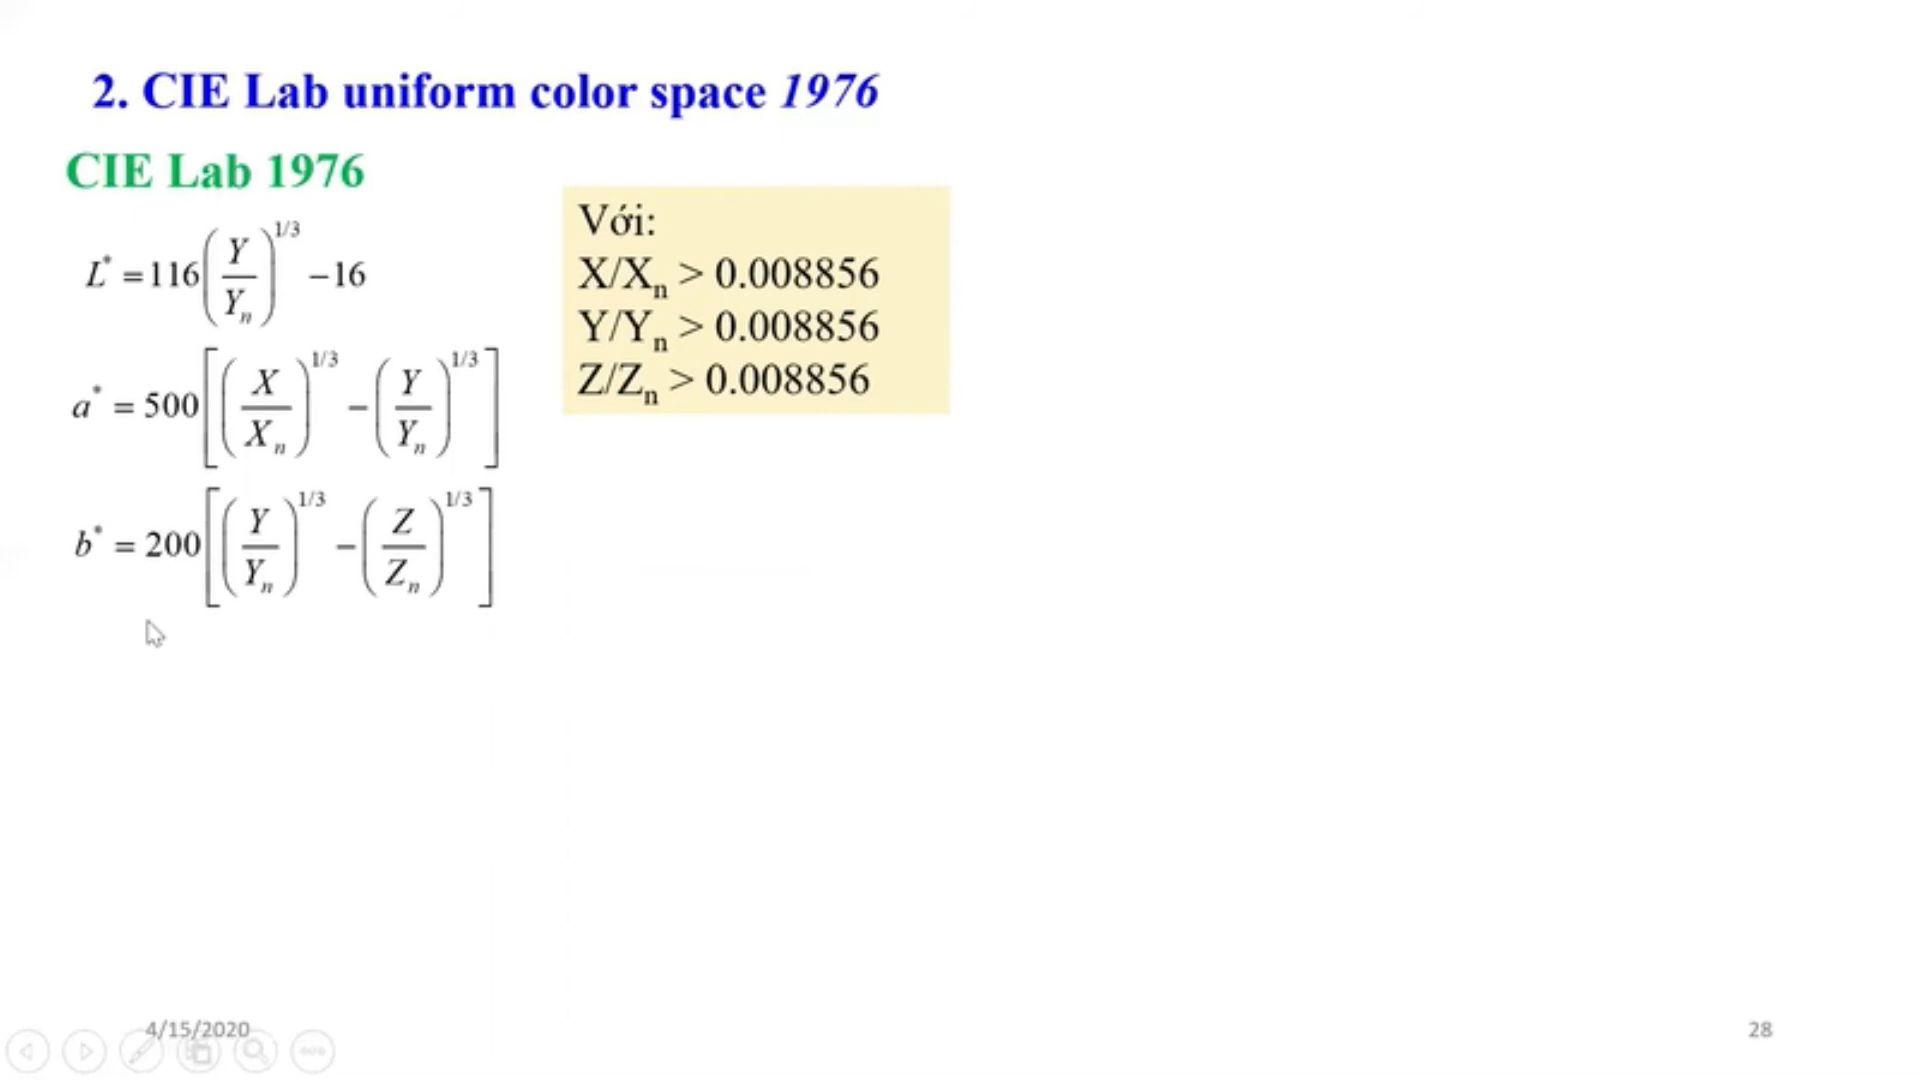 2. CIE Lab uniform color space 1976
CIE Lab 1976
L* = 116(Y/Yn)^1/3 − 16
a* = 500[(X/Xn)^1/3 − (Y/Yn)^1/3]
b* = 200[(Y/Yn)^1/3 − (Z/Zn)^1/3]
Với:
X/Xn > 0.008856
Y/Yn > 0.008856
Z/Zn > 0.008856
4/15/2020
28